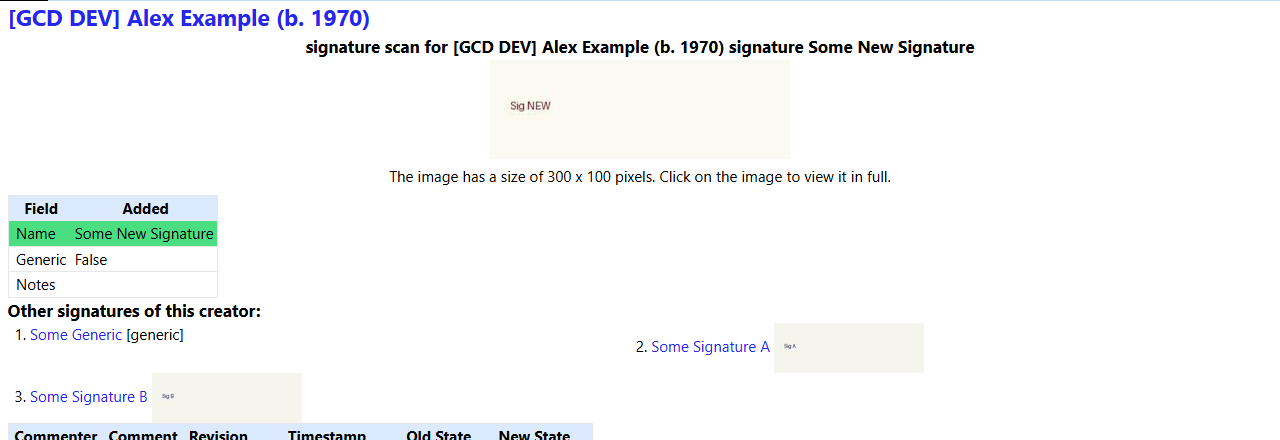 [GCD DEV] Alex Example (b. 1970)
signature scan for [GCD DEV] Alex Example (b. 1970) signature Some New Signature
Sig NEW
The image has a size of 300 x 100 pixels. Click on the image to view it in full.
Field Added
Name Some New Signature
Generic False
Notes
Other signatures of this creator:
1. Some Generic [generic]
2. Some Signature A Sig A
3. Some Signature B Sig B
Commenter Comment Revision Timestamp Old State New State